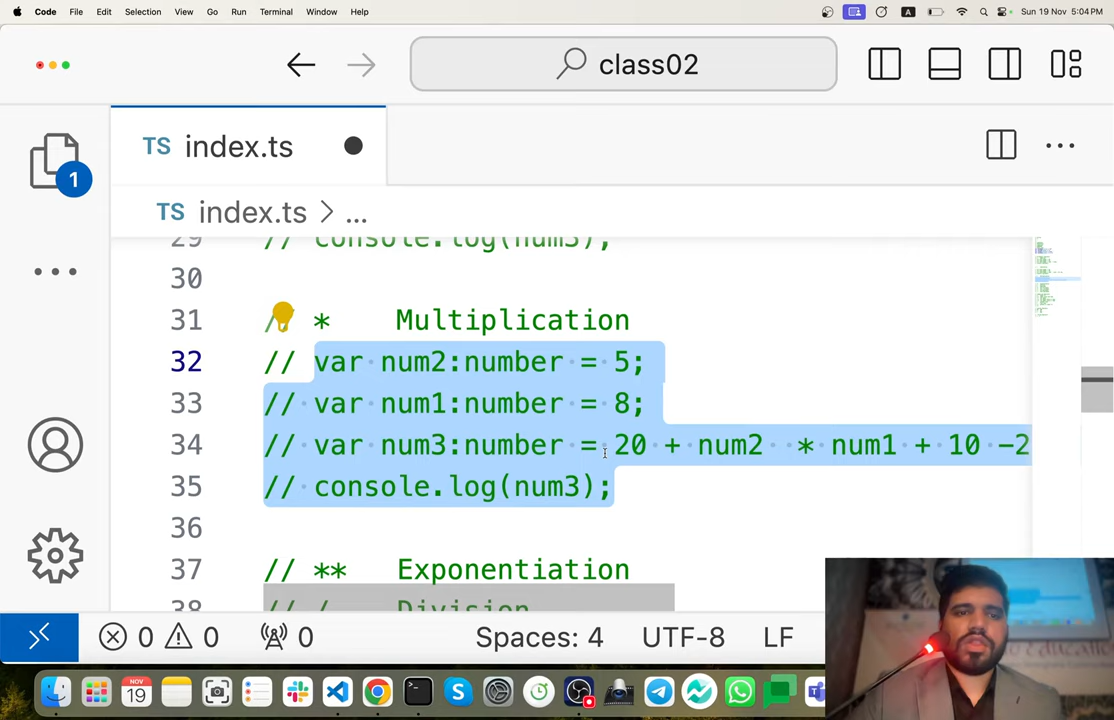 Code File Edit Selection View Go Run Terminal Window Help A Sun 19 Nov 5:04 PM
class02
TS index.ts
1
TS index.ts > ...
29 // console.log(num3);
30
31 // * Multiplication
32 // var num2:number = 5;
33 // var num1:number = 8;
34 // var num3:number = 20 + num2  * num1 + 10 -2
35 // console.log(num3);
36
37 // ** Exponentiation
38 // / Division
0 0 0 Spaces: 4 UTF-8 LF
NOV
19